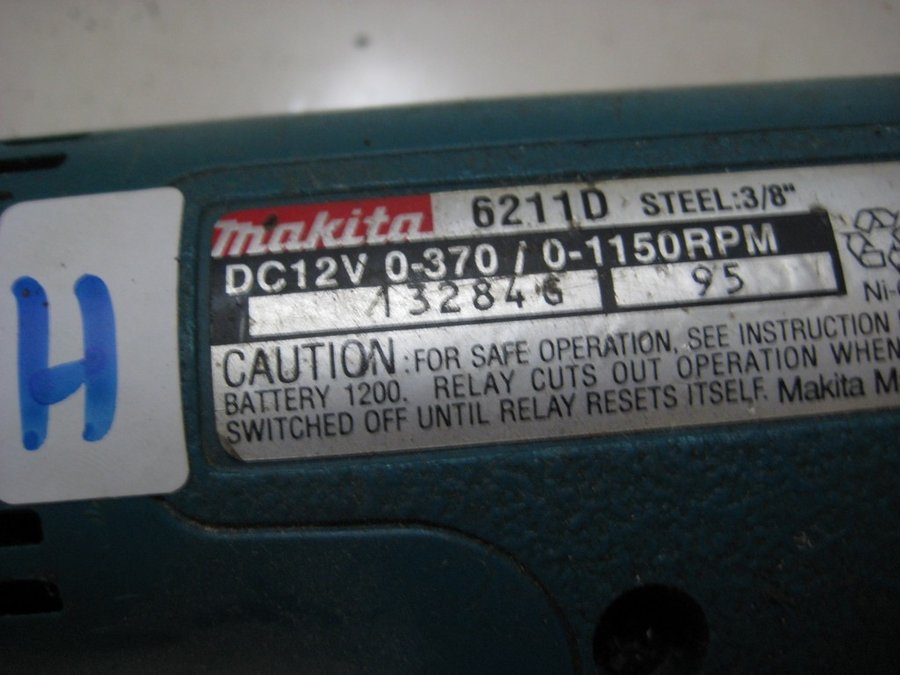 H
makita 6211D STEEL:3/8"
DC12V 0-370 / 0-1150RPM
13284G 95
Ni-
CAUTION :FOR SAFE OPERATION, SEE INSTRUCTION
BATTERY 1200. RELAY CUTS OUT OPERATION WHEN
SWITCHED OFF UNTIL RELAY RESETS ITSELF. Makita M